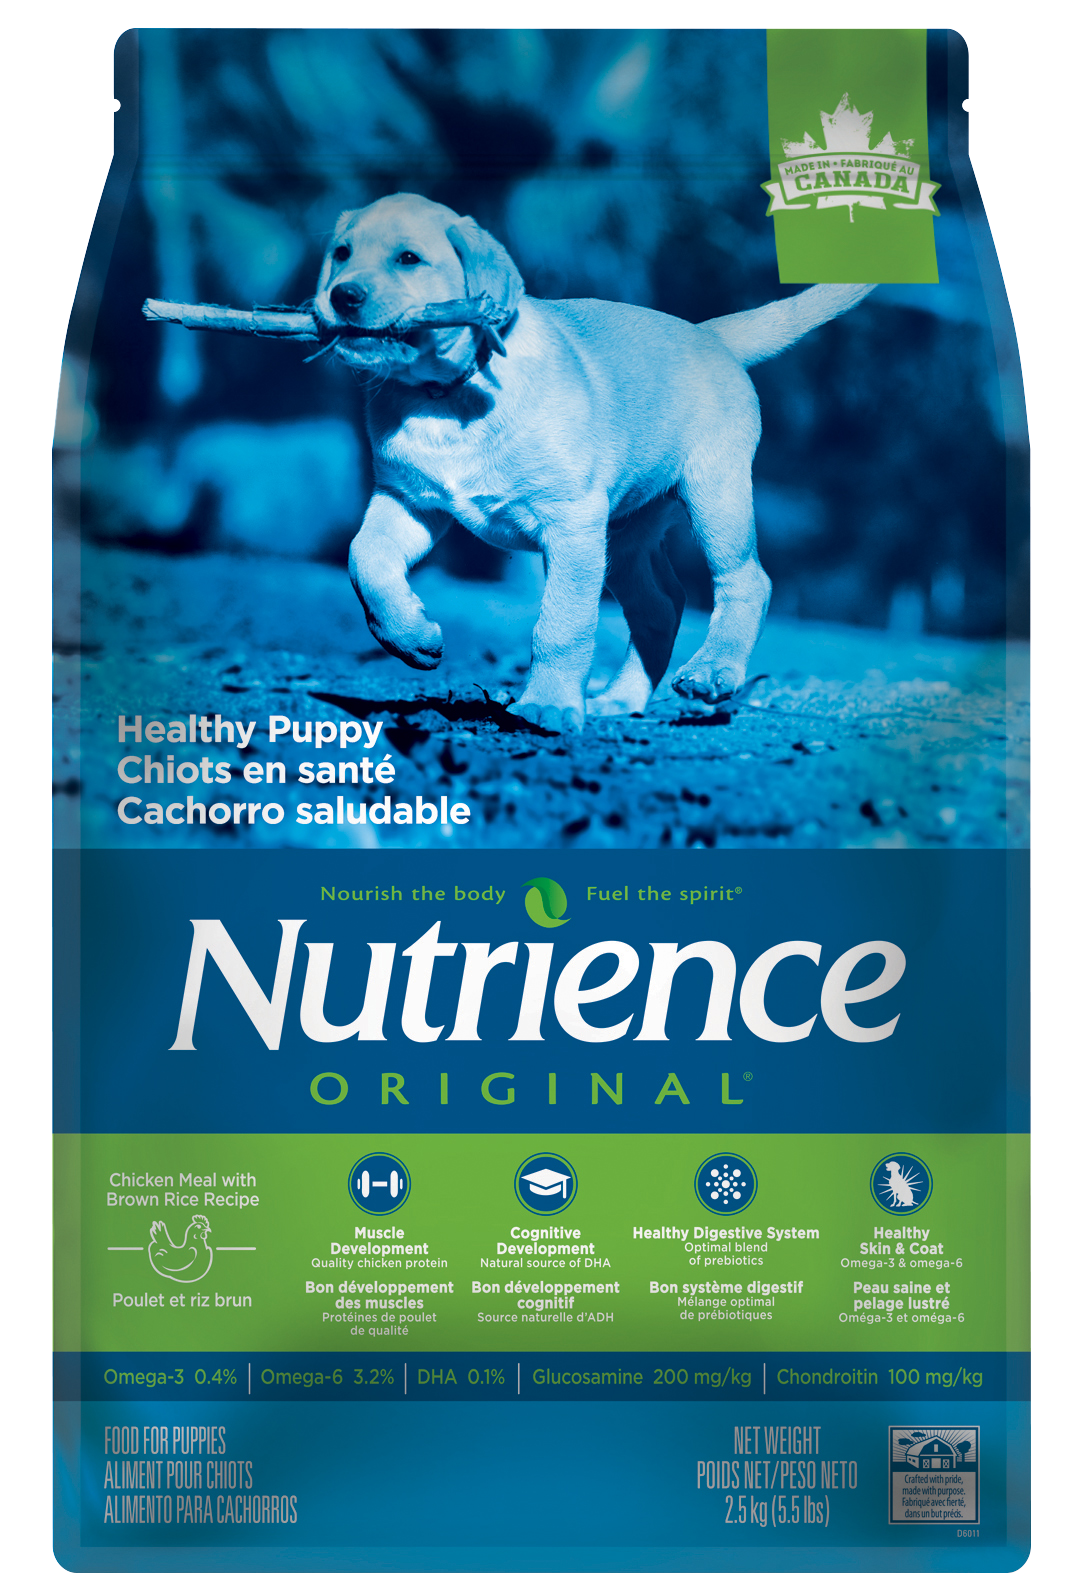 MADE IN • FABRIQUÉ AU
CANADA
Healthy Puppy
Chiots en santé
Cachorro saludable
Nourish the body Fuel the spirit®
Nutrience
ORIGINAL®
Chicken Meal with
Brown Rice Recipe
Poulet et riz brun
Muscle
Development
Quality chicken protein
Bon développement
des muscles
Protéines de poulet
de qualité
Cognitive
Development
Natural source of DHA
Bon développement
cognitif
Source naturelle d'ADH
Healthy Digestive System
Optimal blend
of prebiotics
Bon système digestif
Mélange optimal
de prébiotiques
Healthy
Skin & Coat
Omega-3 & omega-6
Peau saine et
pelage lustré
Oméga-3 et oméga-6
Omega-3 0.4% | Omega-6 3.2% | DHA 0.1% | Glucosamine 200 mg/kg | Chondroitin 100 mg/kg
FOOD FOR PUPPIES
ALIMENT POUR CHIOTS
ALIMENTO PARA CACHORROS
NET WEIGHT
POIDS NET/PESO NETO
2.5 kg (5.5 lbs)
Crafted with pride,
made with purpose.
Fabriqué avec fierté,
dans un but précis.
D6011